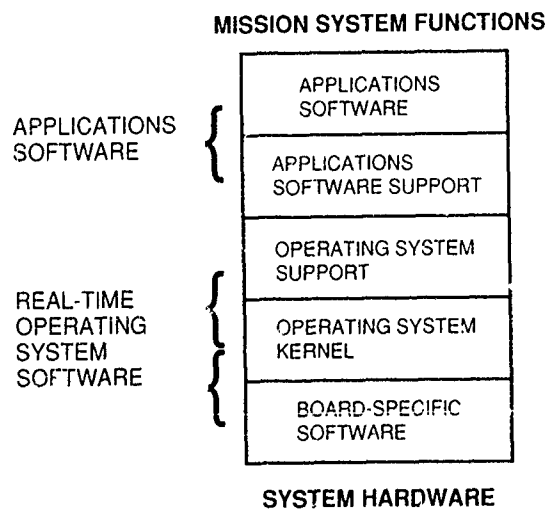 MISSION SYSTEM FUNCTIONS
APPLICATIONS
SOFTWARE
APPLICATIONS
SOFTWARE
APPLICATIONS
SOFTWARE SUPPORT
OPERATING SYSTEM
SUPPORT
REAL-TIME
OPERATING
SYSTEM
SOFTWARE
OPERATING SYSTEM
KERNEL
BOARD-SPECIFIC
SOFTWARE
SYSTEM HARDWARE